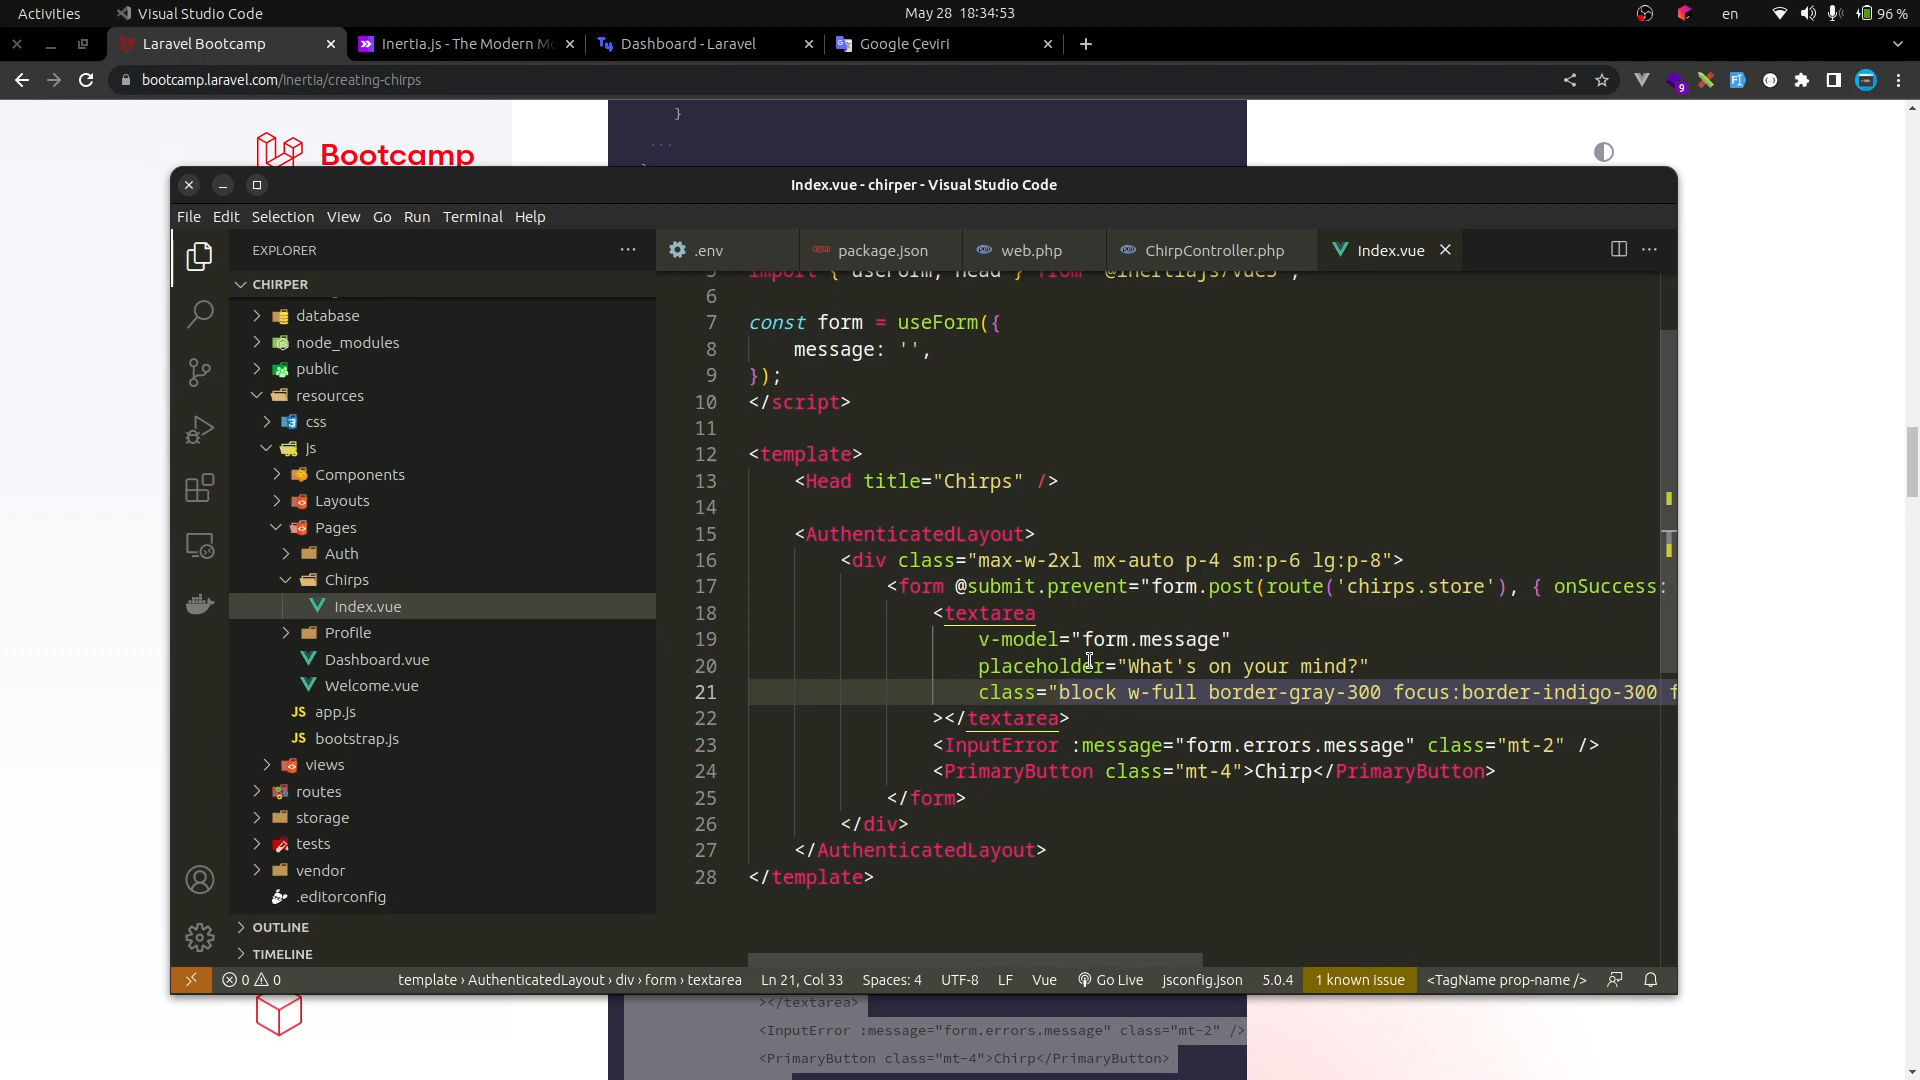 Activities
Visual Studio Code
May 28 18:34:53
en
96 %
Laravel Bootcamp
Inertia.js - The Modern Mo
Dashboard - Laravel
Google Çeviri
bootcamp.laravel.com/inertia/creating-chirps
9
}
...
Bootcamp
Index.vue - chirper - Visual Studio Code
File Edit Selection View Go Run Terminal Help
EXPLORER
.env
package.json
web.php
ChirpController.php
Index.vue
CHIRPER
database
node_modules
public
resources
css
js
Components
Layouts
Pages
Auth
Chirps
Index.vue
Profile
Dashboard.vue
Welcome.vue
app.js
bootstrap.js
views
routes
storage
tests
vendor
.editorconfig
OUTLINE
TIMELINE
5 import { useForm, Head } from '@inertiajs/vue3';
6
7 const form = useForm({
8 message: '',
9 });
10 </script>
11
12 <template>
13 <Head title="Chirps" />
14
15 <AuthenticatedLayout>
16 <div class="max-w-2xl mx-auto p-4 sm:p-6 lg:p-8">
17 <form @submit.prevent="form.post(route('chirps.store'), { onSuccess:
18 <textarea
19 v-model="form.message"
20 placeholder="What's on your mind?"
21 class="block w-full border-gray-300 focus:border-indigo-300 f
22 ></textarea>
23 <InputError :message="form.errors.message" class="mt-2" />
24 <PrimaryButton class="mt-4">Chirp</PrimaryButton>
25 </form>
26 </div>
27 </AuthenticatedLayout>
28 </template>
0 0
template › AuthenticatedLayout › div › form › textarea
Ln 21, Col 33
Spaces: 4
UTF-8
LF
Vue
Go Live
jsconfig.json
5.0.4
1 known issue
<TagName prop-name />
></textarea>
<InputError :message="form.errors.message" class="mt-2" />
<PrimaryButton class="mt-4">Chirp</PrimaryButton>